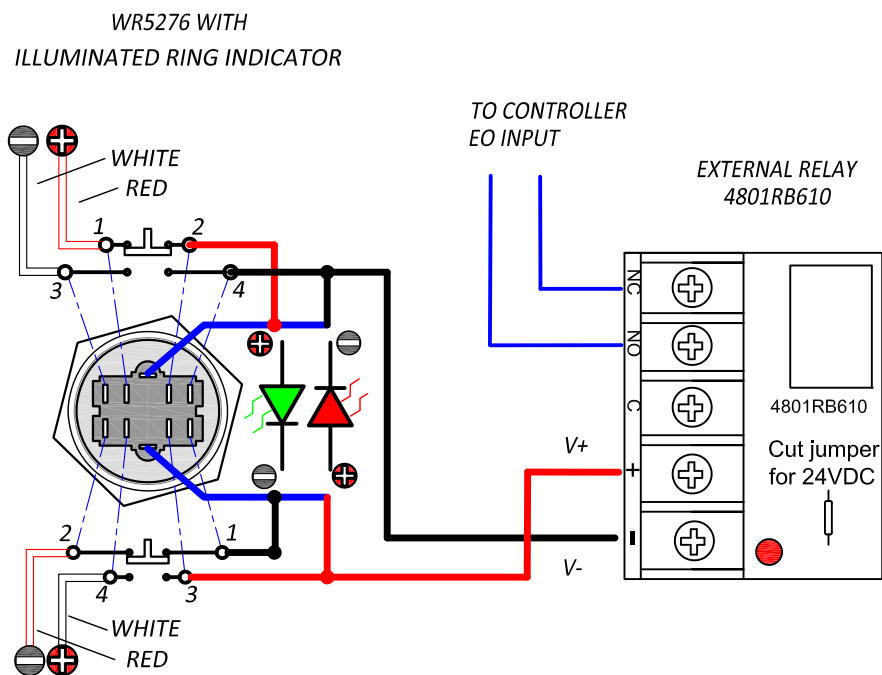 WR5276 WITH
ILLUMINATED RING INDICATOR
TO CONTROLLER
EO INPUT
EXTERNAL RELAY
4801RB610
WHITE
RED
1
2
3
4
NC
NO
C
+
-
4801RB610
Cut jumper
for 24VDC
V+
V-
2
1
4
3
WHITE
RED